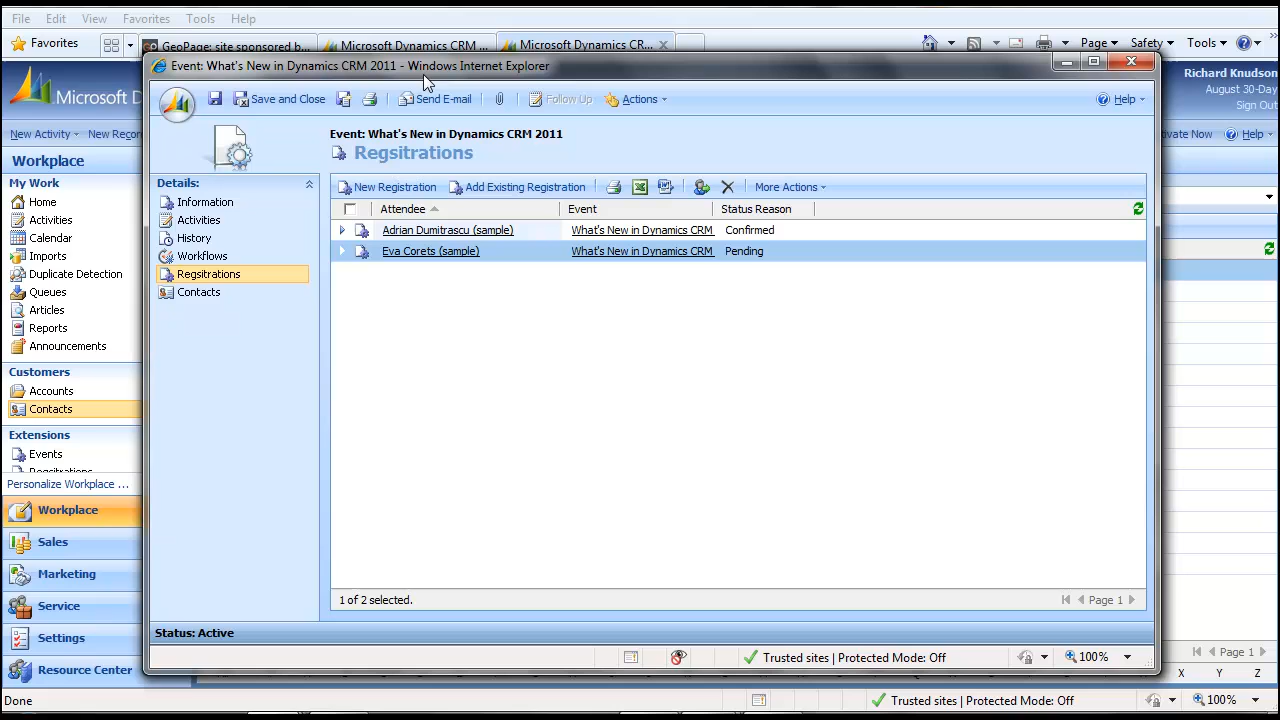 File Edit View Favorites Tools Help
Favorites
GeoPage: site sponsored b...
Microsoft Dynamics CRM ...
Microsoft Dynamics CR...
Page
Safety
Tools
Event: What's New in Dynamics CRM 2011 - Windows Internet Explorer
Richard Knudson
August 30-Day
Sign Out
Microsoft D
New Activity
New Reco
Help
Save and Close
Send E-mail
Follow Up
Actions
Help
Workplace
My Work
Home
Activities
Calendar
Imports
Duplicate Detection
Queues
Articles
Reports
Announcements
Customers
Accounts
Contacts
Extensions
Events
Personalize Workplace ...
Workplace
Sales
Marketing
Service
Settings
Resource Center
Event: What's New in Dynamics CRM 2011
Regsitrations
Details:
Information
Activities
History
Workflows
Regsitrations
Contacts
New Registration
Add Existing Registration
More Actions
Attendee Event Status Reason
Adrian Dumitrascu (sample) What's New in Dynamics CRM Confirmed
Eva Corets (sample) What's New in Dynamics CRM Pending
1 of 2 selected.
Page 1
Status: Active
Trusted sites | Protected Mode: Off
100%
Page 1
X Y Z
Done
Trusted sites | Protected Mode: Off
100%